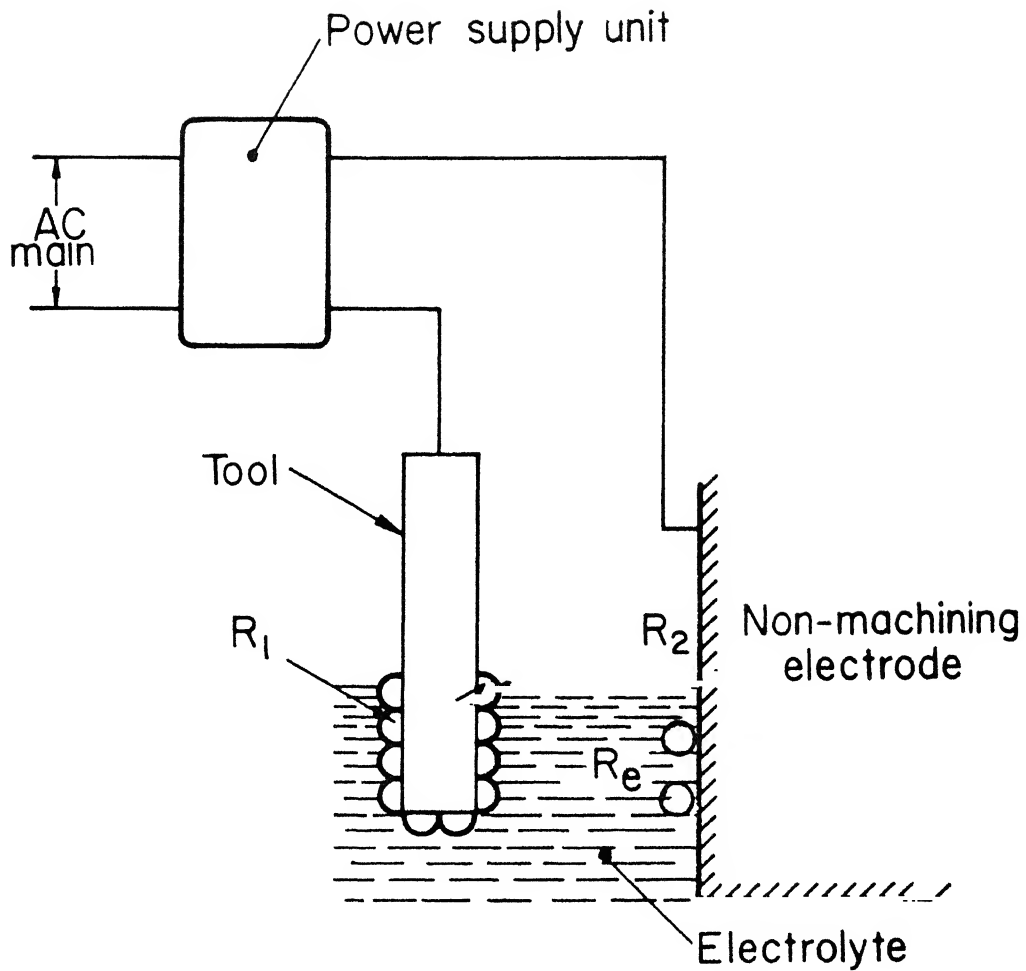 Power supply unit
AC
main
Tool
R₁
R₂
Non-machining
electrode
Rₑ
Electrolyte